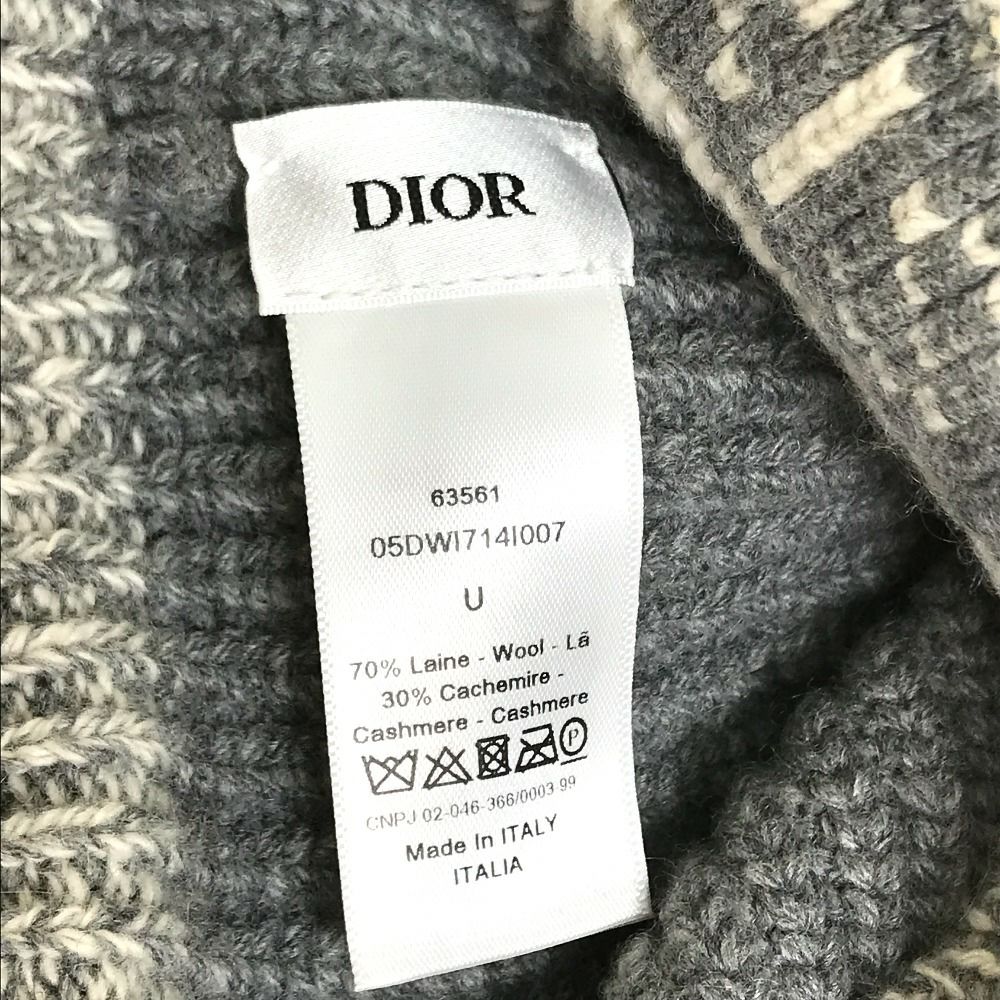 DIOR
63561
05DWI714I007
U
70% Laine - Wool - Lã
30% Cachemire -
Cashmere - Cashmere
P
CNPJ 02-046-366/0003-99
Made In ITALY
ITALIA